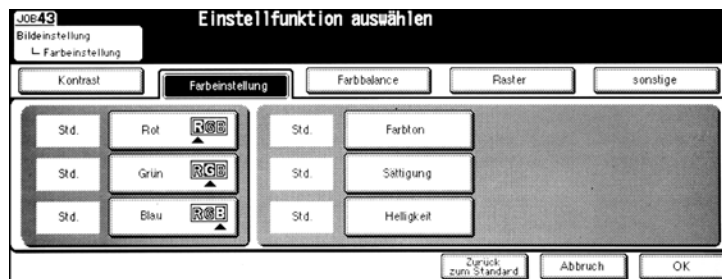 JOB43
Einstellfunktion auswählen
Bildeinstellung
Farbeinstellung
Kontrast
Farbeinstellung
Farbbalance
Raster
sonstige
Std.
Rot
RGB
Std.
Farbton
Std.
Grün
RGB
Std.
Sättigung
Std.
Blau
RGB
Std.
Helligkeit
Zurück
zum Standard
Abbruch
OK